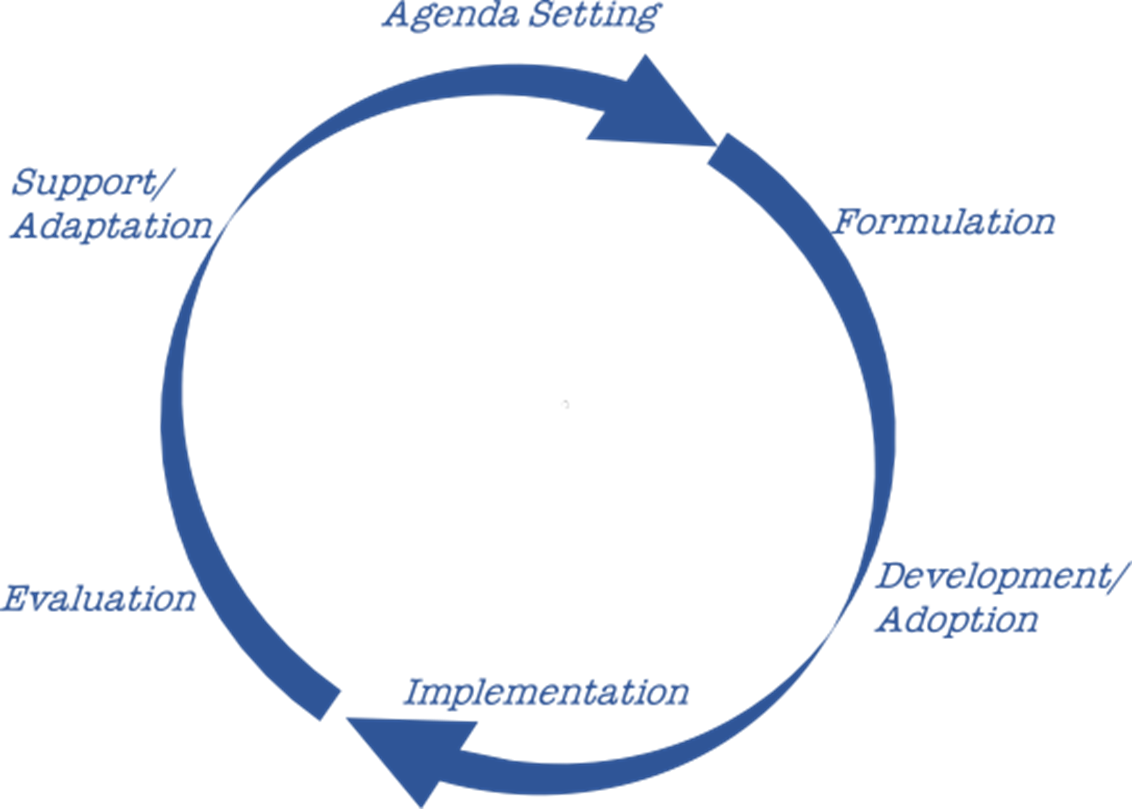 Agenda Setting
Support/
Adaptation
Formulation
Evaluation
Development/
Adoption
Implementation